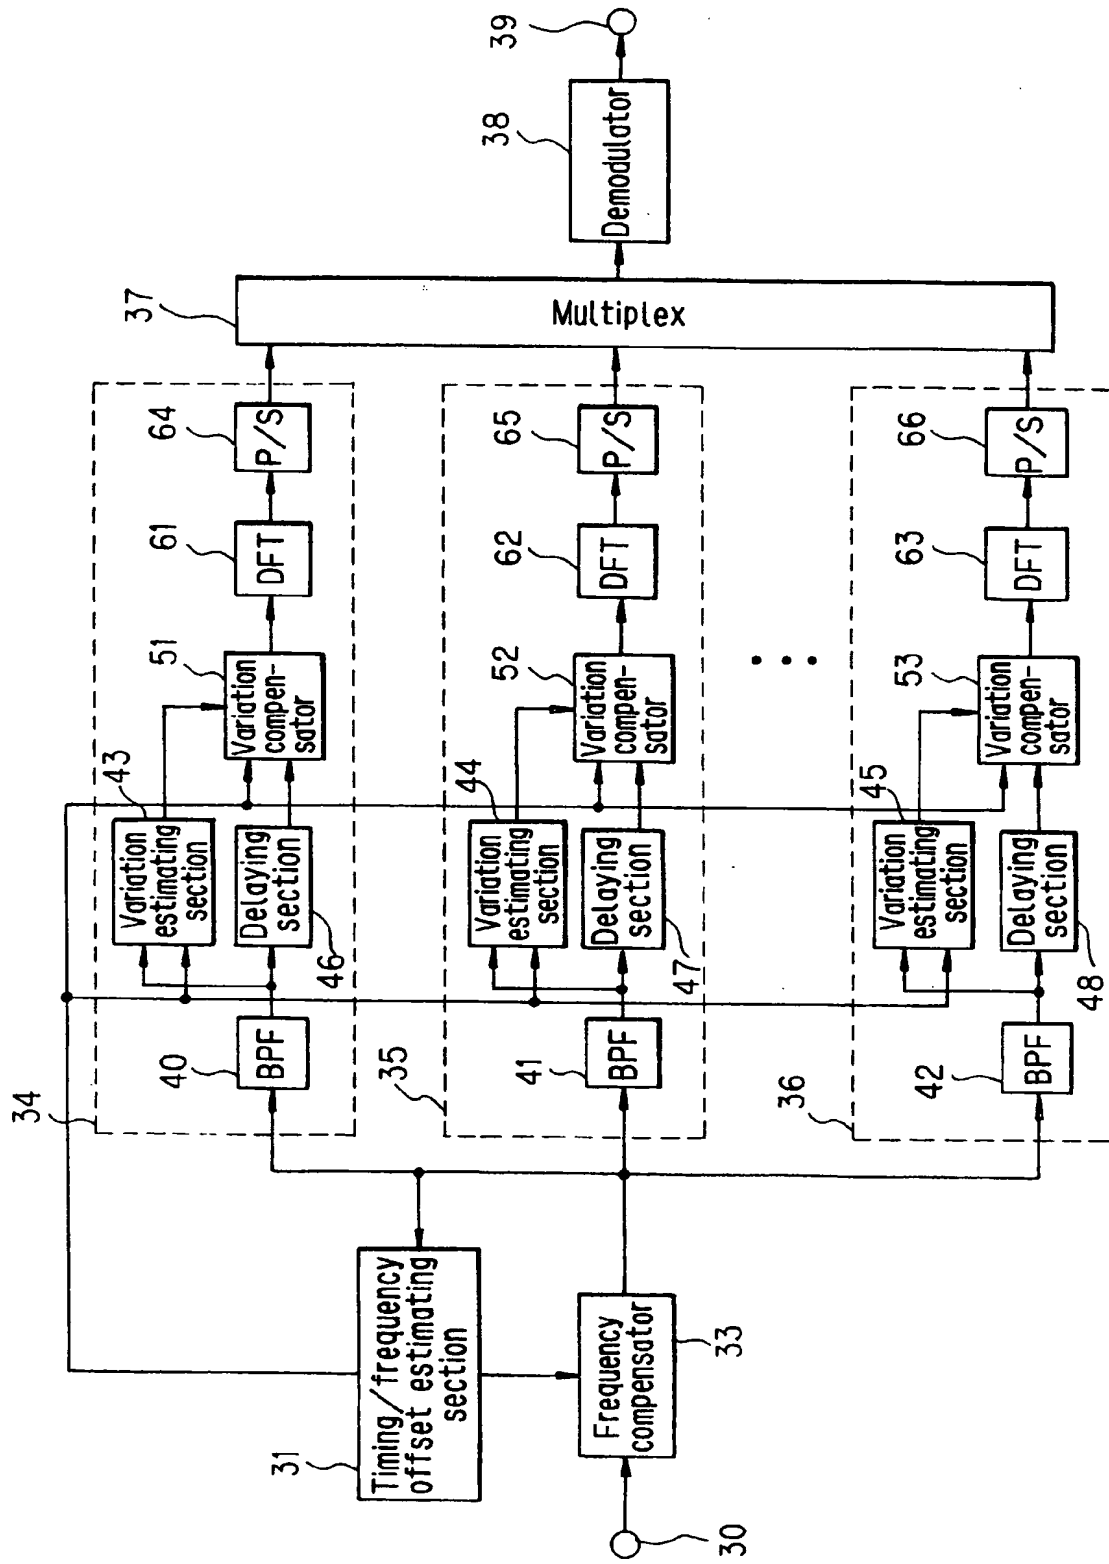 30
31
Timing/frequency
offset estimating
section
Frequency
compensator
33
34
40
BPF
43
Variation
estimating
section
Delaying
section
46
51
Variation
compen-
sator
61
DFT
64
P/S
35
41
BPF
44
Variation
estimating
section
Delaying
section
47
52
Variation
compen-
sator
62
DFT
65
P/S
36
42
BPF
45
Variation
estimating
section
Delaying
section
48
53
Variation
compen-
sator
63
DFT
66
P/S
37
Multiplex
38
Demodulator
39